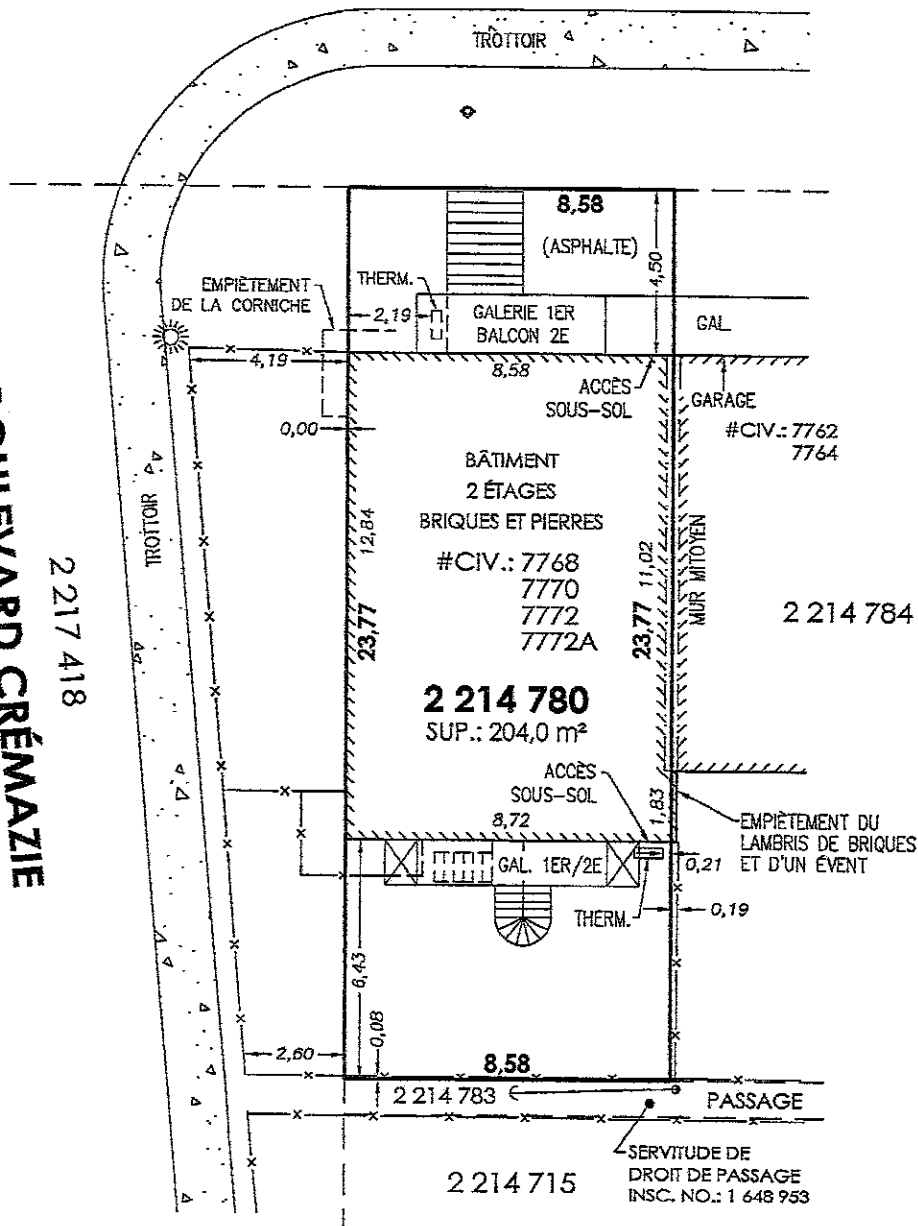 TROTTOIR
8,58
(ASPHALTE)
4,50
EMPIÈTEMENT
DE LA CORNICHE
THERM.
2,19
GALERIE 1ER
BALCON 2E
GAL.
4,19
8,58
ACCÈS
SOUS-SOL
GARAGE
#CIV.: 7762
7764
0,00
BÂTIMENT
2 ÉTAGES
BRIQUES ET PIERRES
#CIV.: 7768
7770
7772
7772A
12,84
23,77
23,77
11,02
MUR MITOYEN
TROTTOIR
2 217 418
BOULEVARD CRÉMAZIE
2 214 784
2 214 780
SUP.: 204,0 m²
ACCÈS
SOUS-SOL
1,83
8,72
EMPIÈTEMENT DU
LAMBRIS DE BRIQUES
ET D'UN ÉVENT
GAL. 1ER/2E
0,21
THERM.
0,19
6,43
0,08
2,60
8,58
2 214 783
PASSAGE
SERVITUDE DE
DROIT DE PASSAGE
INSC. NO.: 1 648 953
2 214 715